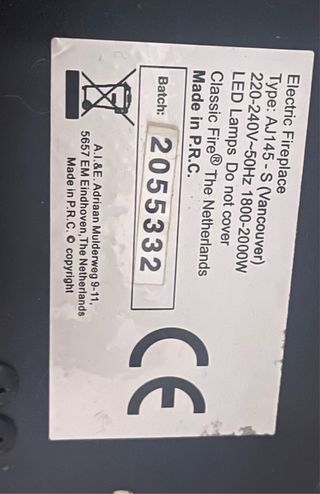 Electric Fireplace
Type: AJ145 - S (Vancouver)
220-240V~50Hz 1800-2000W
LED Lamps Do not cover
Classic Fire® The Netherlands
Made in P.R.C.
Batch: 2055332
A.I.&E. Adriaan Mulderweg 9-11,
5657 EM Eindhoven, The Netherlands
Made in P.R.C. © copyright
CE